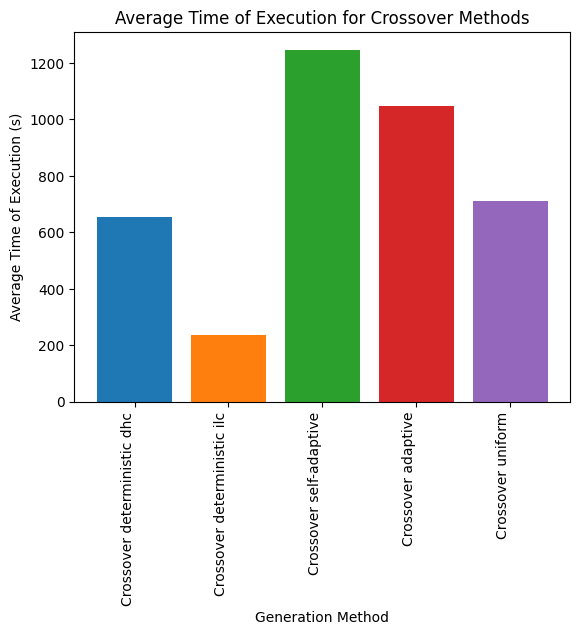 Average Time of Execution for Crossover Methods
Average Time of Execution (s)
1200
1000
800
600
400
200
0
Crossover deterministic dhc
Crossover deterministic ilc
Crossover self-adaptive
Crossover adaptive
Crossover uniform
Generation Method